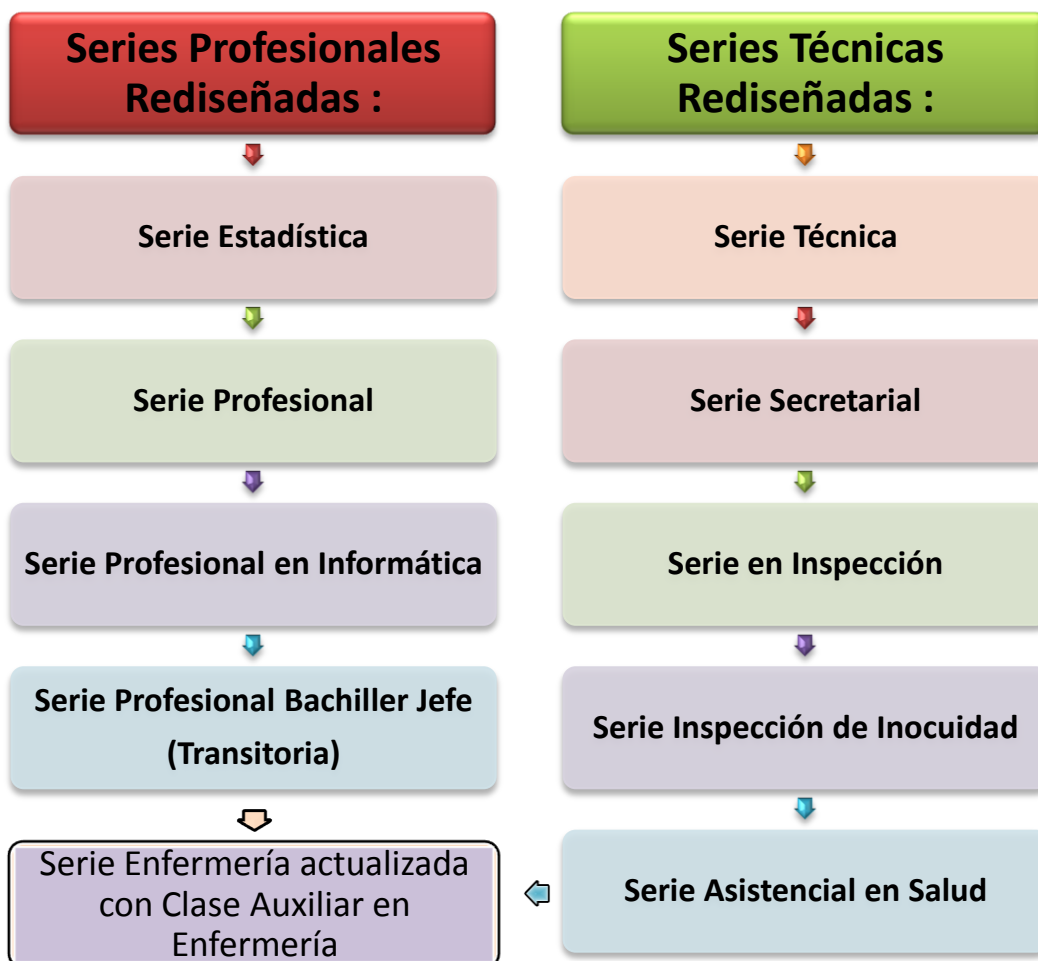 Series Profesionales
Rediseñadas :
Serie Estadística
Serie Profesional
Serie Profesional en Informática
Serie Profesional Bachiller Jefe
(Transitoria)
Serie Enfermería actualizada
con Clase Auxiliar en
Enfermería
Series Técnicas
Rediseñadas :
Serie Técnica
Serie Secretarial
Serie en Inspección
Serie Inspección de Inocuidad
Serie Asistencial en Salud